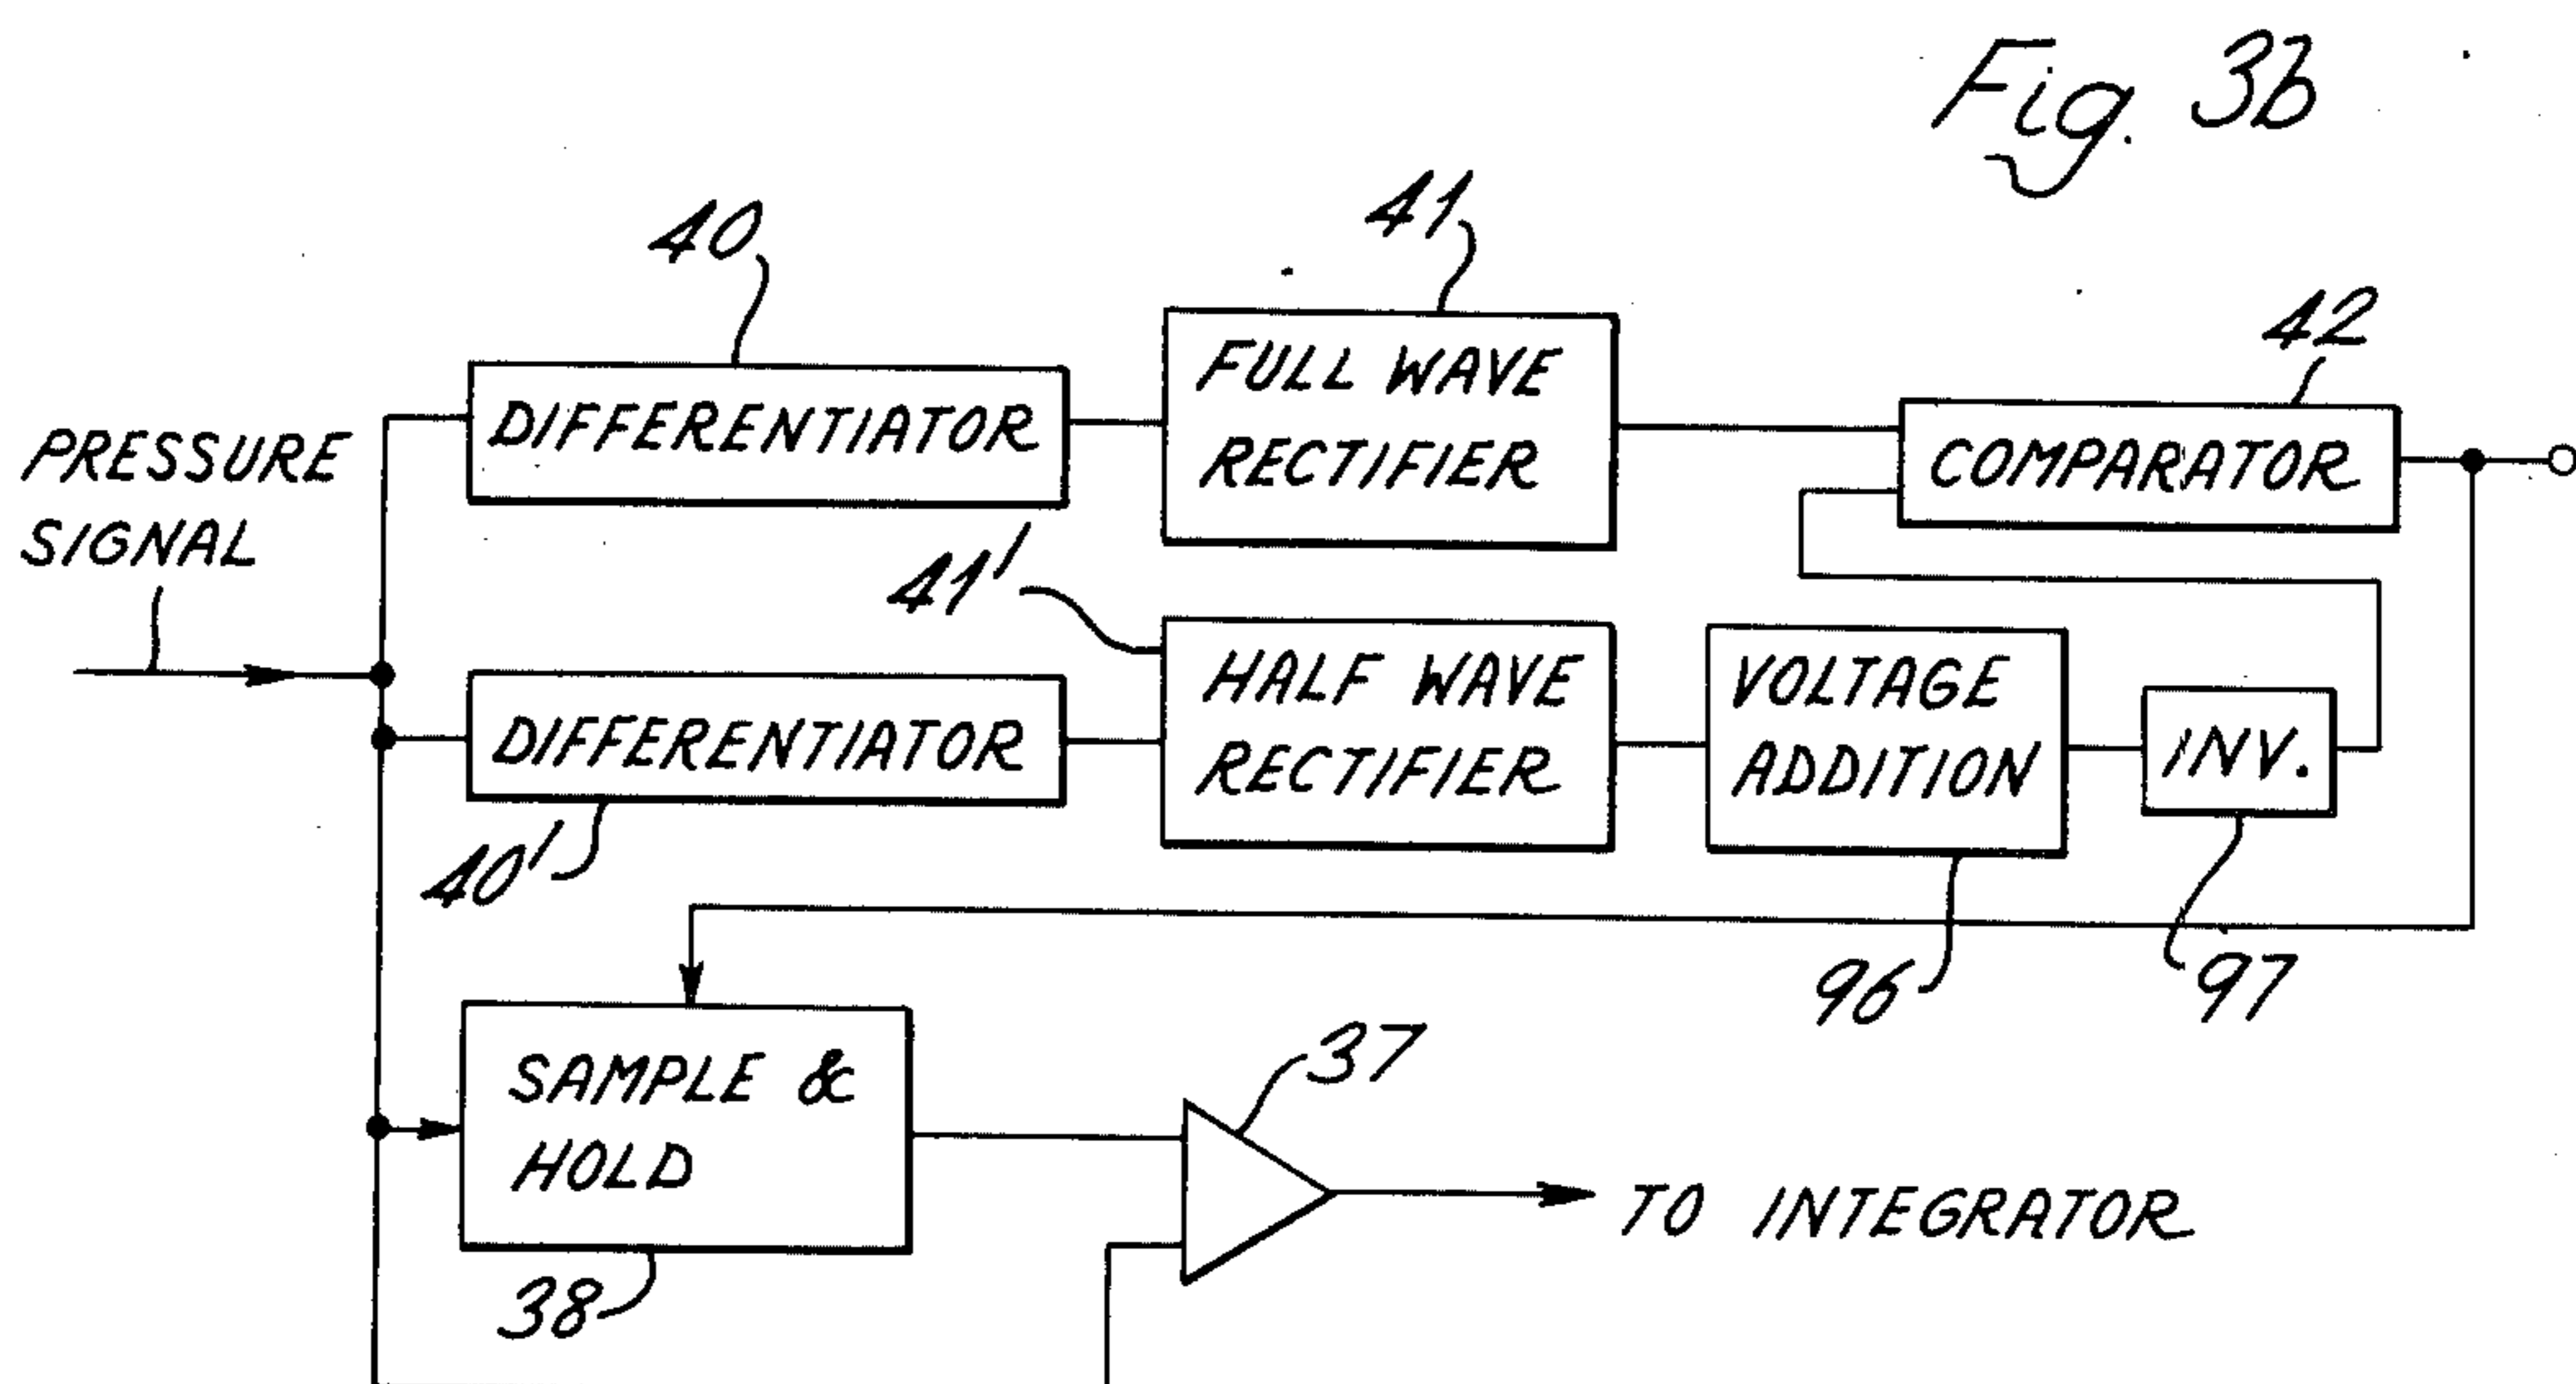 Fig. 3b
40
41
42
PRESSURE
SIGNAL
DIFFERENTIATOR
FULL WAVE
RECTIFIER
COMPARATOR
41'
DIFFERENTIATOR
HALF WAVE
RECTIFIER
VOLTAGE
ADDITION
INV.
40'
96
97
SAMPLE &
HOLD
37
TO INTEGRATOR
38